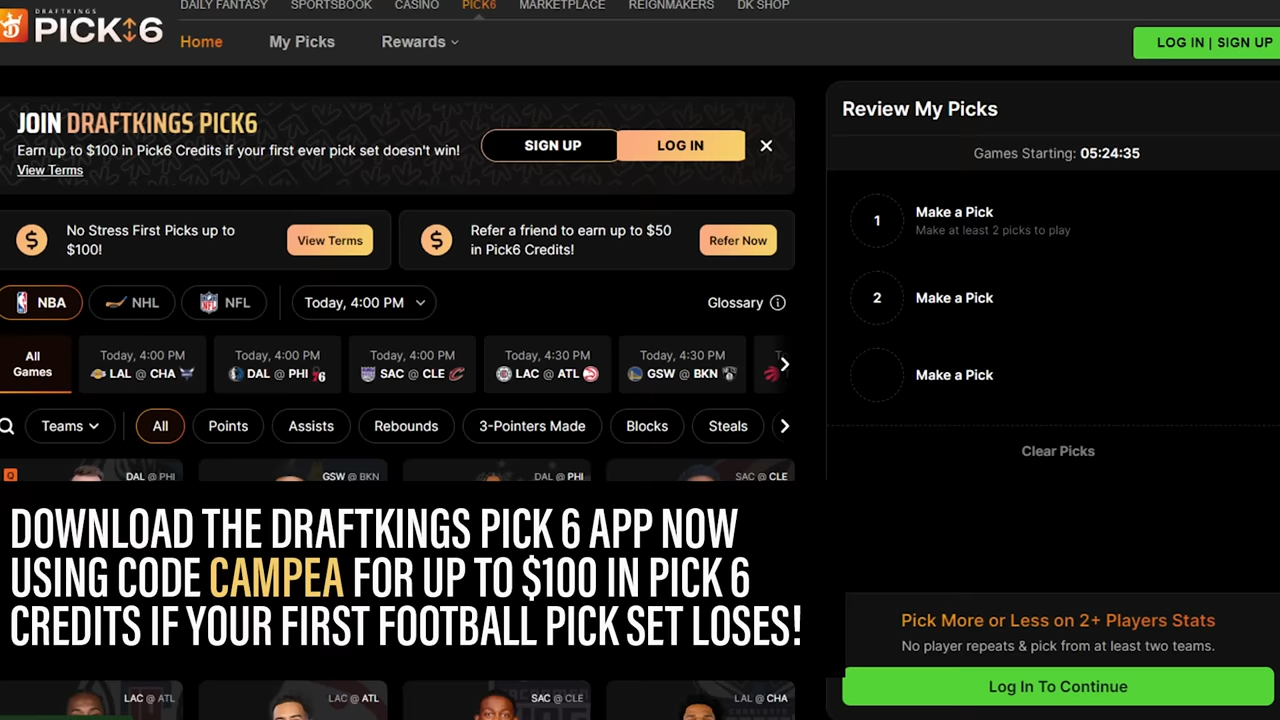 DAILY FANTASY SPORTSBOOK CASINO PICK6 MARKETPLACE REIGNMAKERS DK SHOP
DRAFTKINGS
PICK6
Home My Picks Rewards
LOG IN | SIGN UP
JOIN DRAFTKINGS PICK6
Earn up to $100 in Pick6 Credits if your first ever pick set doesn't win!
View Terms
SIGN UP LOG IN
No Stress First Picks up to
$100!
View Terms
Refer a friend to earn up to $50
in Pick6 Credits!
Refer Now
NBA NHL NFL Today, 4:00 PM Glossary
All
Games
Today, 4:00 PM
LAL @ CHA
Today, 4:00 PM
DAL @ PHI
Today, 4:00 PM
SAC @ CLE
Today, 4:30 PM
LAC @ ATL
Today, 4:30 PM
GSW @ BKN
Teams All Points Assists Rebounds 3-Pointers Made Blocks Steals
DAL @ PHI GSW @ BKN DAL @ PHI SAC @ CLE
DOWNLOAD THE DRAFTKINGS PICK 6 APP NOW
USING CODE CAMPEA FOR UP TO $100 IN PICK 6
CREDITS IF YOUR FIRST FOOTBALL PICK SET LOSES!
LAC @ ATL LAC @ ATL SAC @ CLE LAL @ CHA
Review My Picks
Games Starting: 05:24:35
1 Make a Pick
Make at least 2 picks to play
2 Make a Pick
Make a Pick
Clear Picks
Pick More or Less on 2+ Players Stats
No player repeats & pick from at least two teams.
Log In To Continue